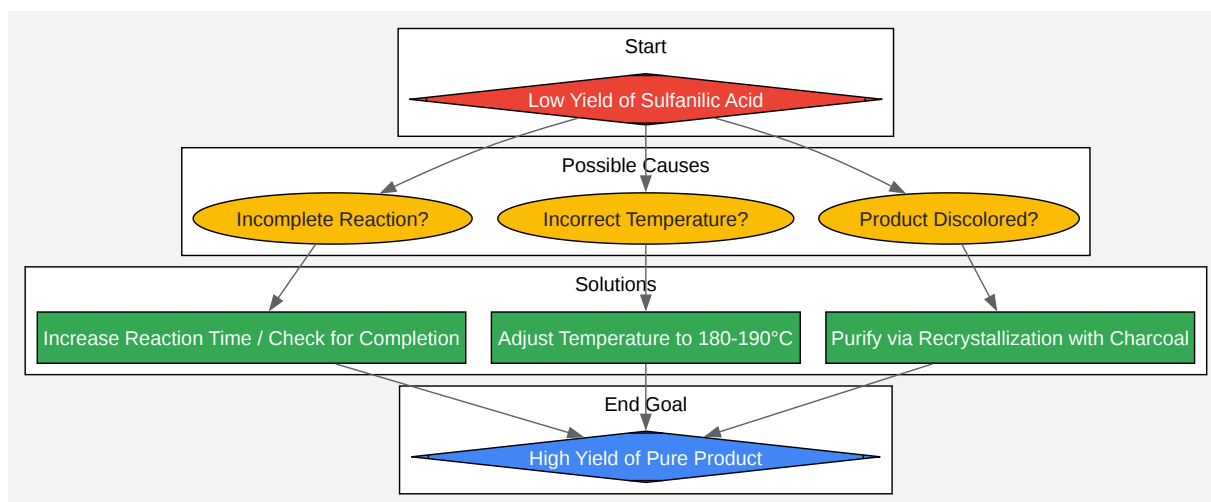 Start
Low Yield of Sulfanilic Acid
Possible Causes
Incomplete Reaction?
Incorrect Temperature?
Product Discolored?
Solutions
Increase Reaction Time / Check for Completion
Adjust Temperature to 180-190°C
Purify via Recrystallization with Charcoal
End Goal
High Yield of Pure Product